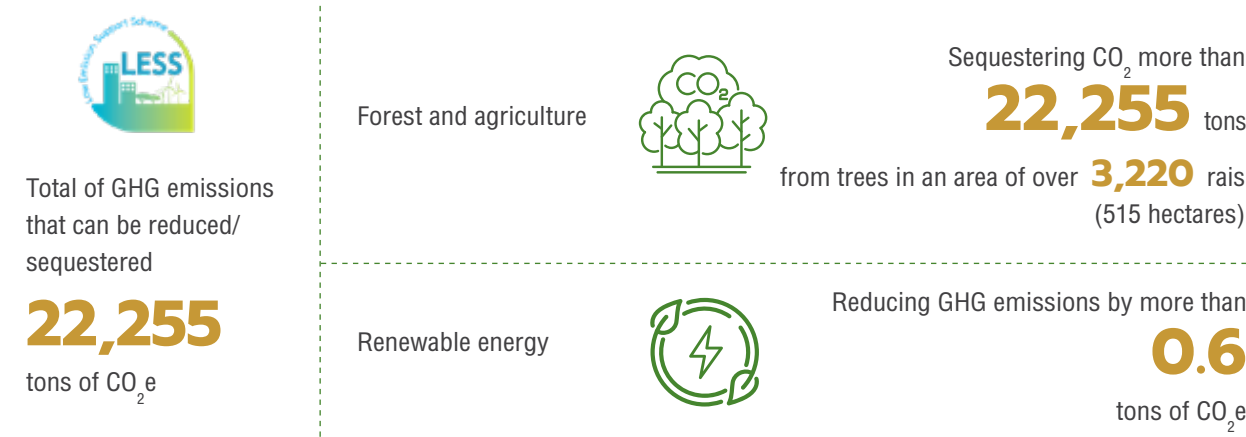 Low Emission Support Scheme
LESS
Total of GHG emissions
that can be reduced/
sequestered
22,255
tons of CO₂e
Forest and agriculture
CO₂
Sequestering CO₂ more than
22,255 tons
from trees in an area of over 3,220 rais
(515 hectares)
Renewable energy
Reducing GHG emissions by more than
0.6
tons of CO₂e